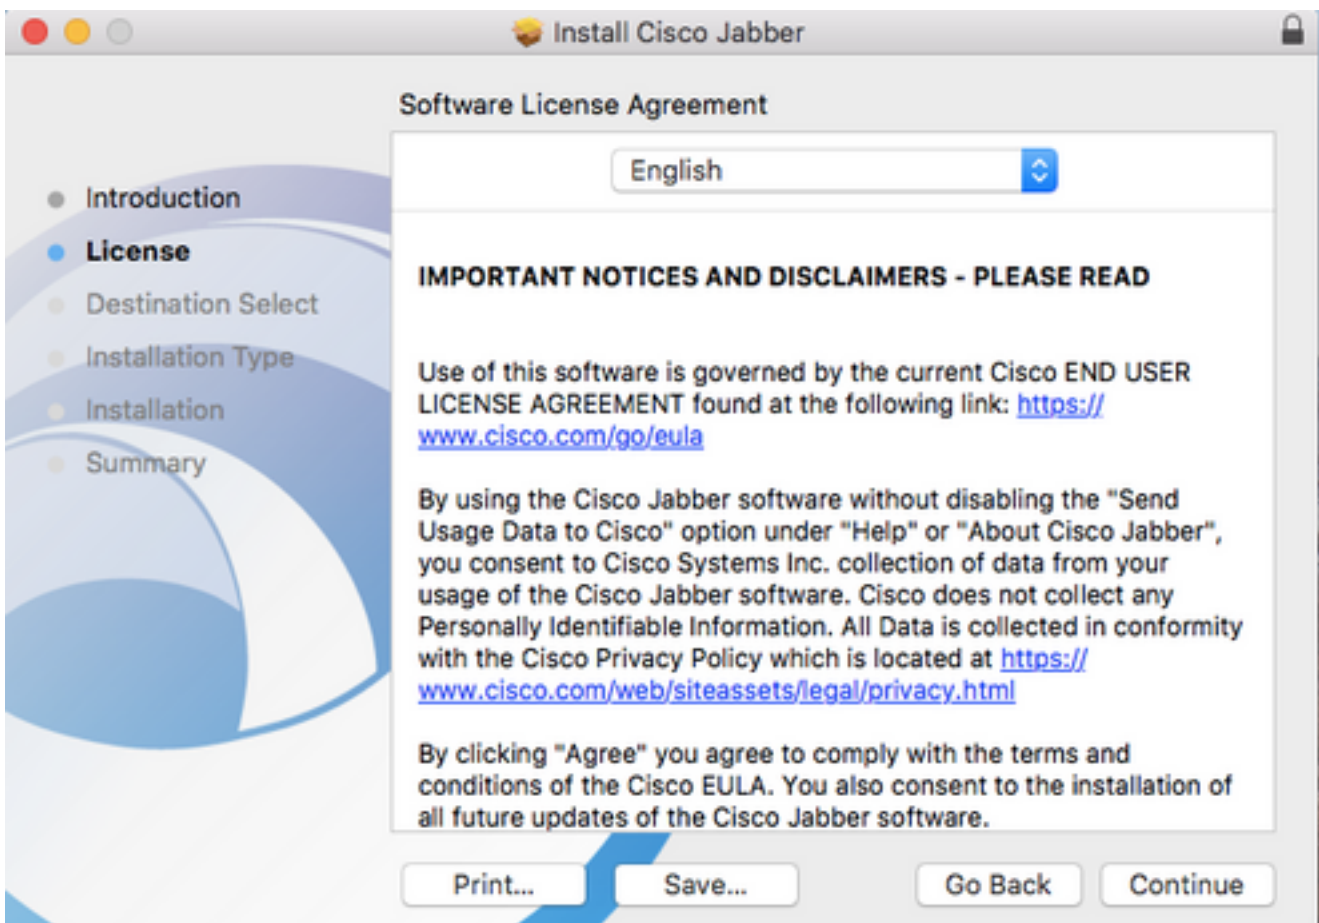 Install Cisco Jabber
Software License Agreement
English
Introduction
License
Destination Select
Installation Type
Installation
Summary
IMPORTANT NOTICES AND DISCLAIMERS - PLEASE READ
Use of this software is governed by the current Cisco END USER
LICENSE AGREEMENT found at the following link: https://
www.cisco.com/go/eula
By using the Cisco Jabber software without disabling the "Send
Usage Data to Cisco" option under "Help" or "About Cisco Jabber",
you consent to Cisco Systems Inc. collection of data from your
usage of the Cisco Jabber software. Cisco does not collect any
Personally Identifiable Information. All Data is collected in conformity
with the Cisco Privacy Policy which is located at https://
www.cisco.com/web/siteassets/legal/privacy.html
By clicking "Agree" you agree to comply with the terms and
conditions of the Cisco EULA. You also consent to the installation of
all future updates of the Cisco Jabber software.
Print...
Save...
Go Back
Continue